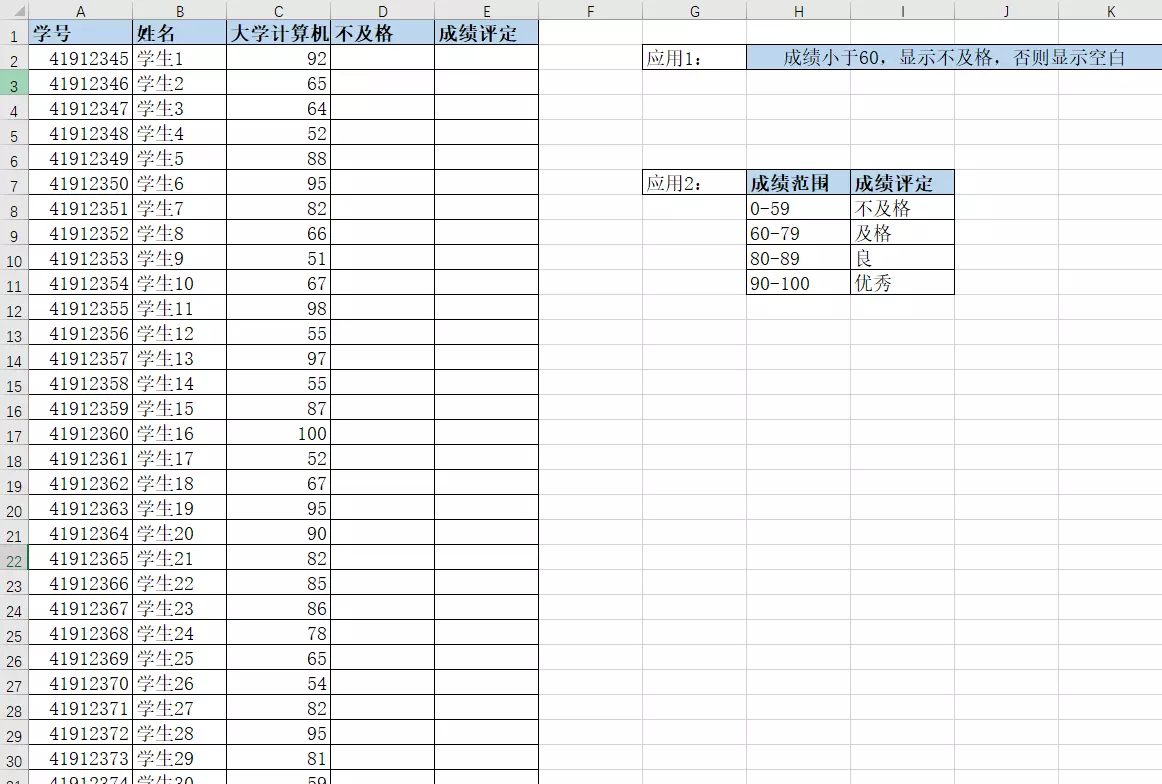 A B C D E F G H I J K
1 学号 姓名 大学计算机 不及格 成绩评定
2 41912345 学生1 92 应用1: 成绩小于60，显示不及格，否则显示空白
3 41912346 学生2 65
4 41912347 学生3 64
5 41912348 学生4 52
6 41912349 学生5 88
7 41912350 学生6 95 应用2: 成绩范围 成绩评定
8 41912351 学生7 82 0-59 不及格
9 41912352 学生8 66 60-79 及格
10 41912353 学生9 51 80-89 良
11 41912354 学生10 67 90-100 优秀
12 41912355 学生11 98
13 41912356 学生12 55
14 41912357 学生13 97
15 41912358 学生14 55
16 41912359 学生15 87
17 41912360 学生16 100
18 41912361 学生17 52
19 41912362 学生18 67
20 41912363 学生19 95
21 41912364 学生20 90
22 41912365 学生21 82
23 41912366 学生22 85
24 41912367 学生23 86
25 41912368 学生24 78
26 41912369 学生25 65
27 41912370 学生26 54
28 41912371 学生27 82
29 41912372 学生28 95
30 41912373 学生29 81
41912374 学生30 59